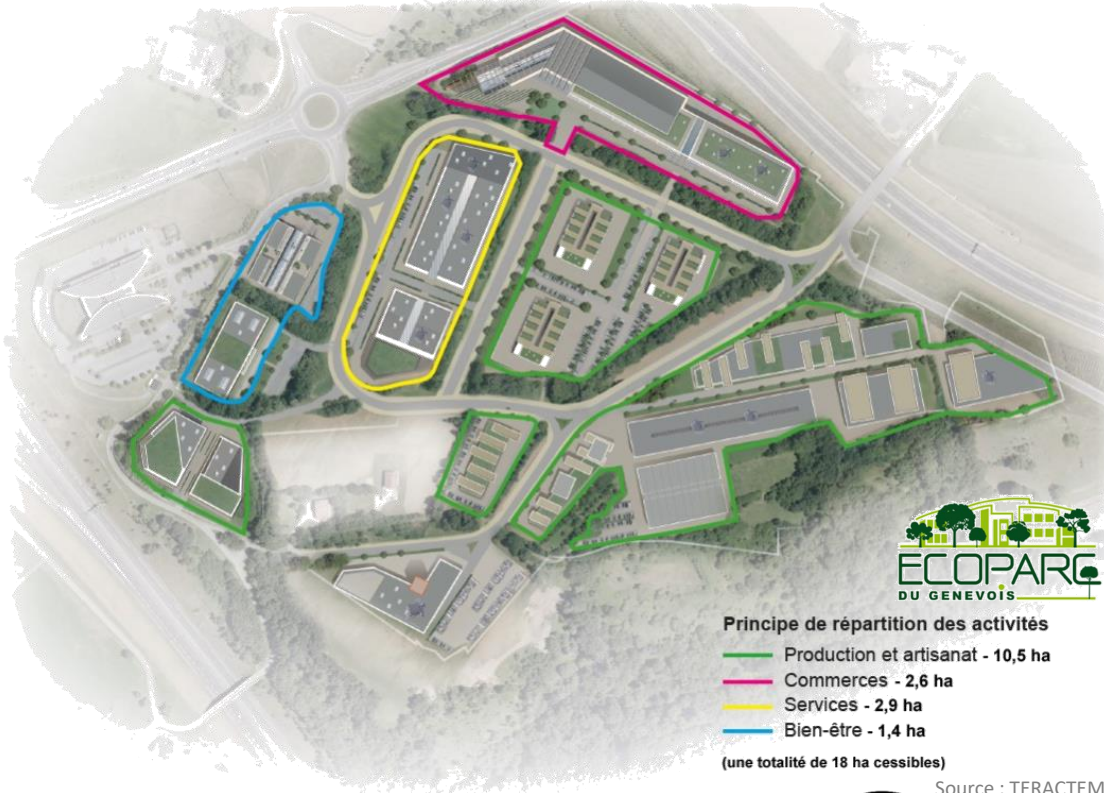 ECOPARC
DU GENEVOIS
Principe de répartition des activités
Production et artisanat - 10,5 ha
Commerces - 2,6 ha
Services - 2,9 ha
Bien-être - 1,4 ha
(une totalité de 18 ha cessibles)
Source : TERACTEM